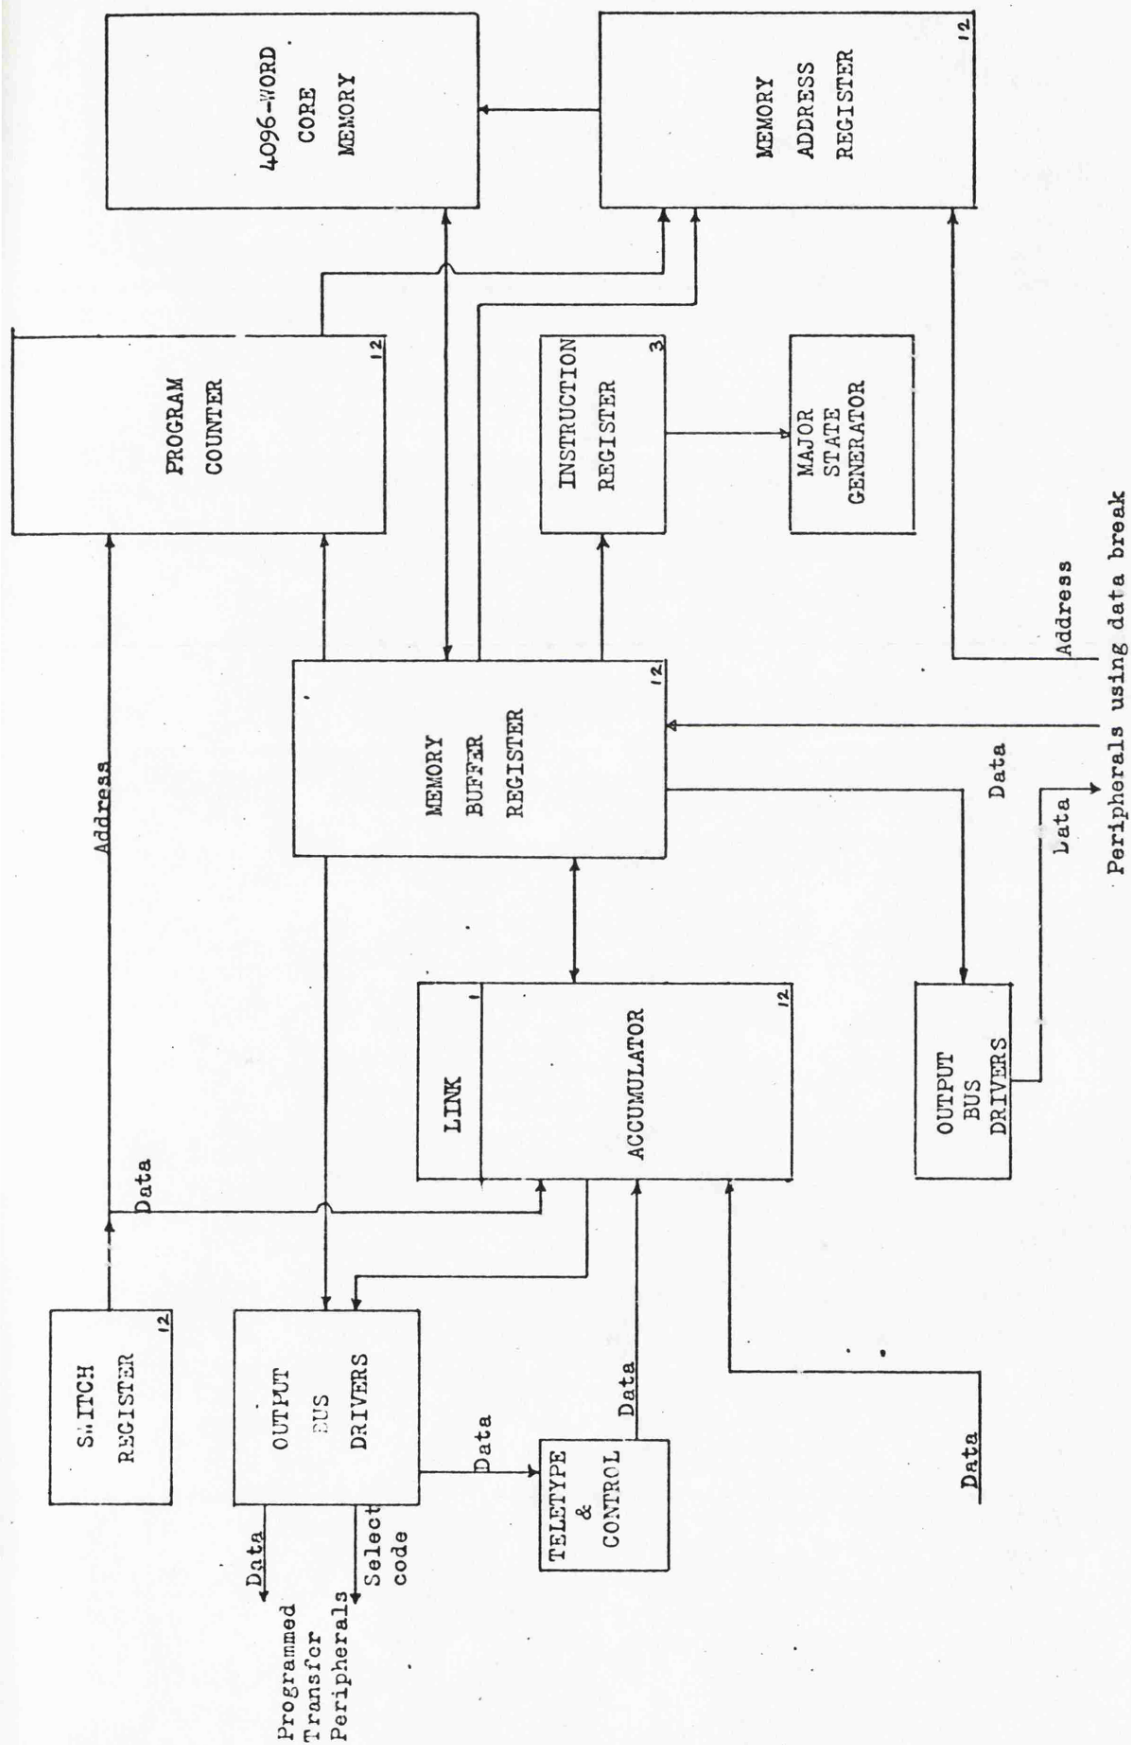 SWITCH
REGISTER
12
Address
Data
PROGRAM
COUNTER
12
4096-WORD
CORE
MEMORY
Data
Programmed
Transfer
Peripherals
Select
code
OUTPUT
BUS
DRIVERS
LINK
1
ACCUMULATOR
12
MEMORY
BUFFER
REGISTER
12
INSTRUCTION
REGISTER
3
MEMORY
ADDRESS
REGISTER
12
Data
TELETYPE
&
CONTROL
Data
MAJOR
STATE
GENERATOR
Data
OUTPUT
BUS
DRIVERS
Data
Data
Address
Peripherals using data break